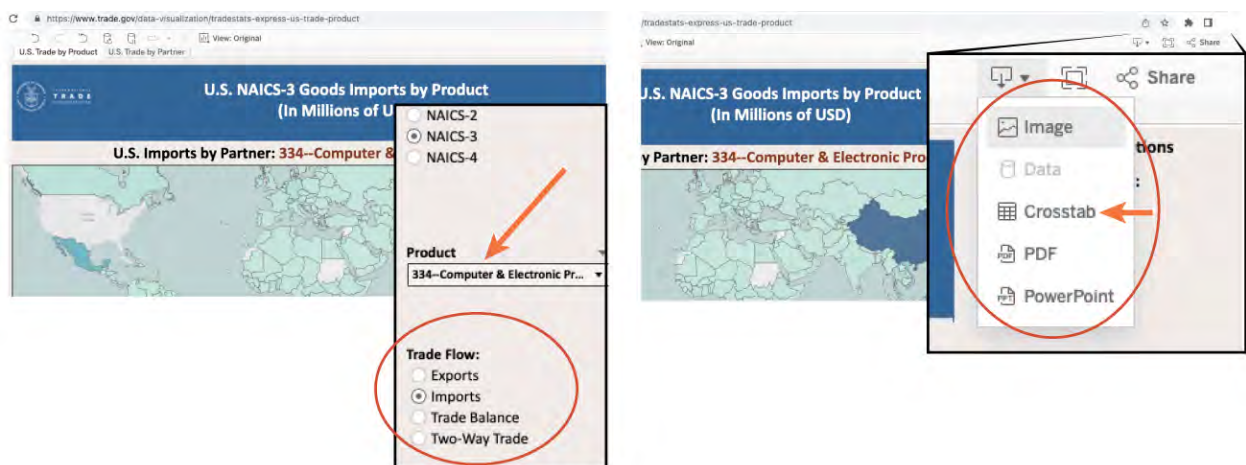 https://www.trade.gov/data-visualization/tradestats-express-us-trade-product
View: Original
U.S. Trade by Product U.S. Trade by Partner
TRADE
U.S. NAICS-3 Goods Imports by Product
(In Millions of U
U.S. Imports by Partner: 334--Computer &
NAICS-2
NAICS-3
NAICS-4
Product
334--Computer & Electronic Pr...
Trade Flow:
Exports
Imports
Trade Balance
Two-Way Trade
/tradestats-express-us-trade-product
View: Original
Share
U.S. NAICS-3 Goods Imports by Product
(In Millions of USD)
y Partner: 334--Computer & Electronic Pro
Share
Image
tions
:
Data
Crosstab
PDF
PDF
PPT
PowerPoint